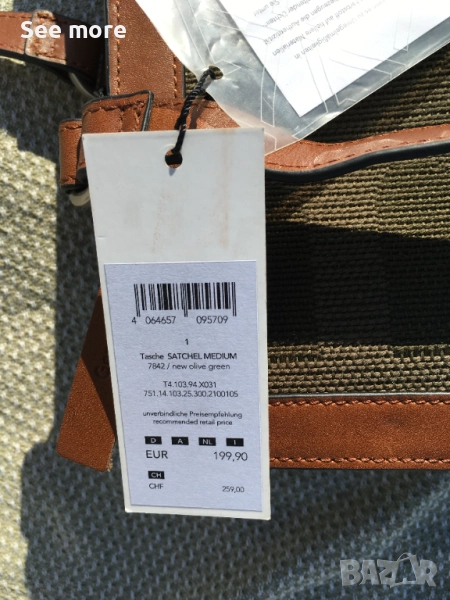 See more
4 064657 095709
1
Tasche SATCHEL MEDIUM
7842 / new olive green
T4.103.94.X031
751,14.103.25.300.2100105
unverbindliche Preisempfehlung
recommended retail price
D A NL I
EUR 199,90
CH
CHF 259,00
BAZAR